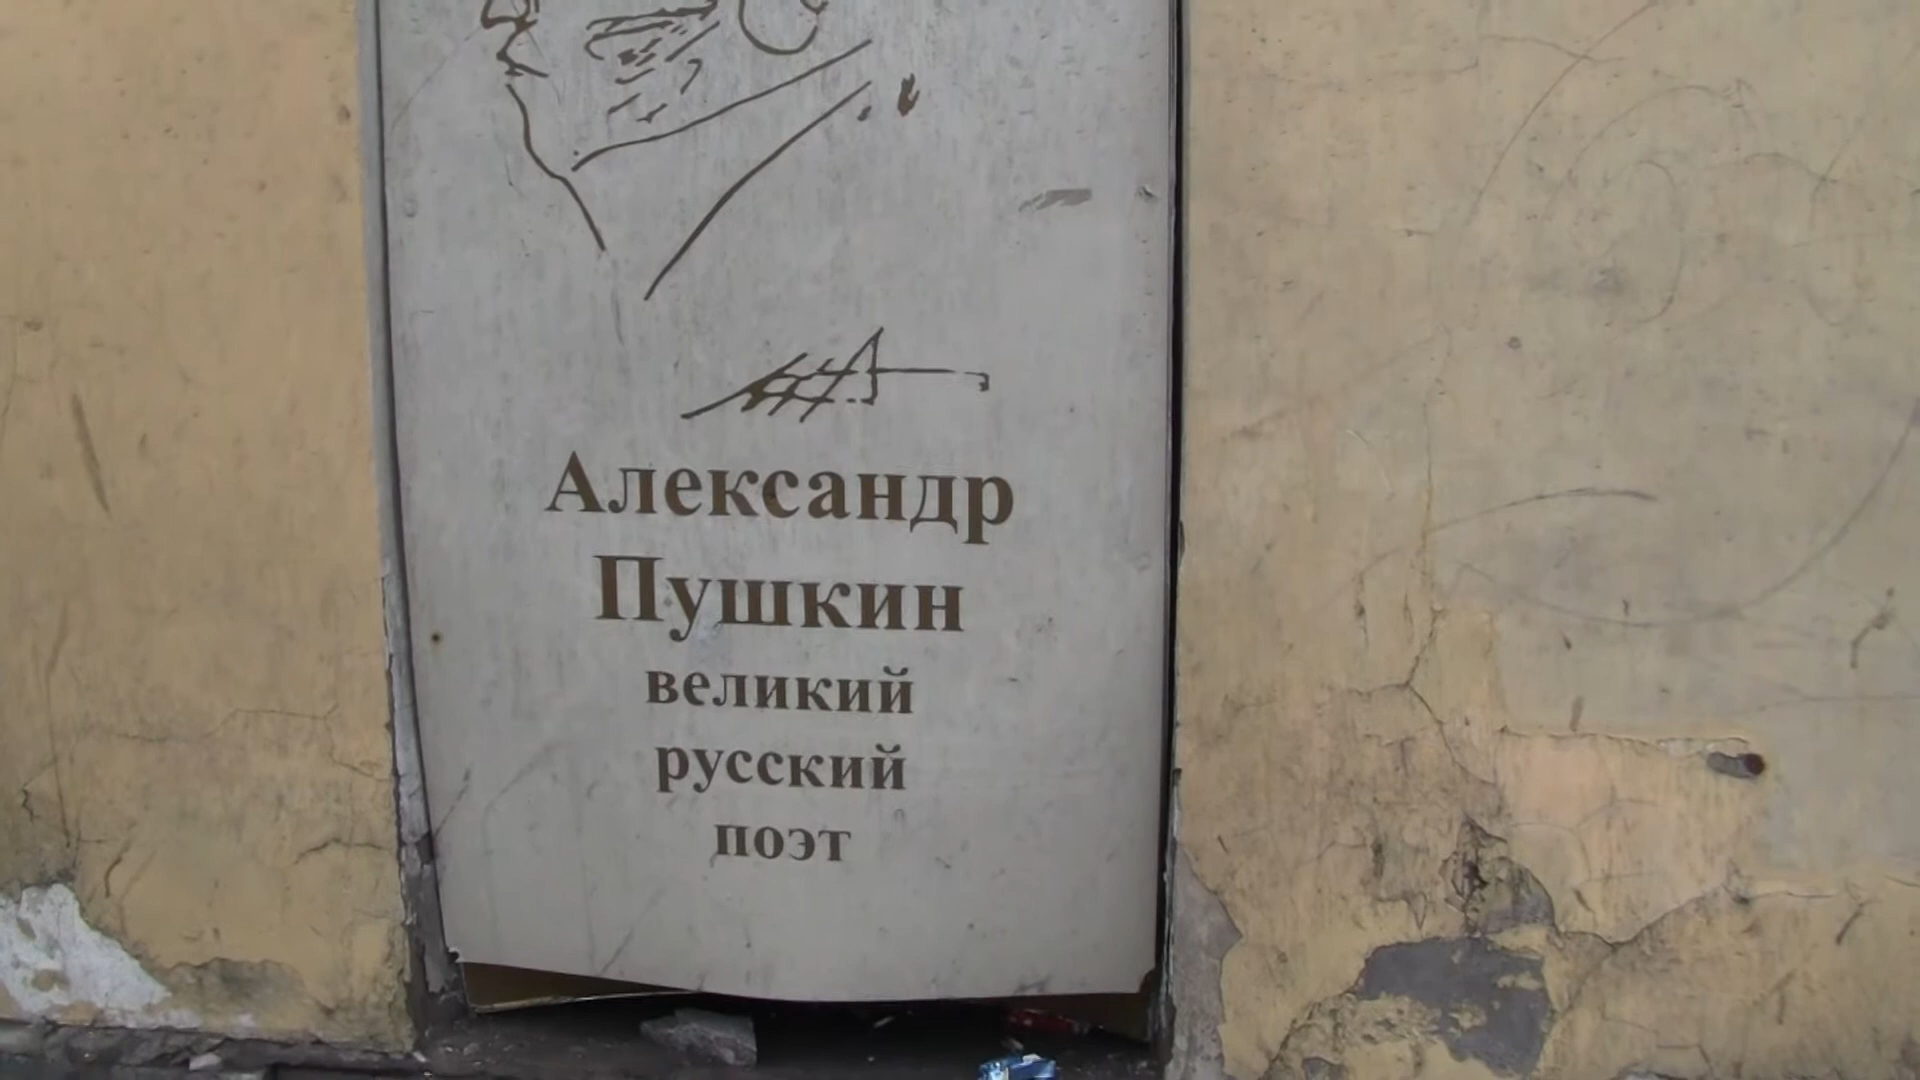 Александр
Пушкин
великий
русский
поэт